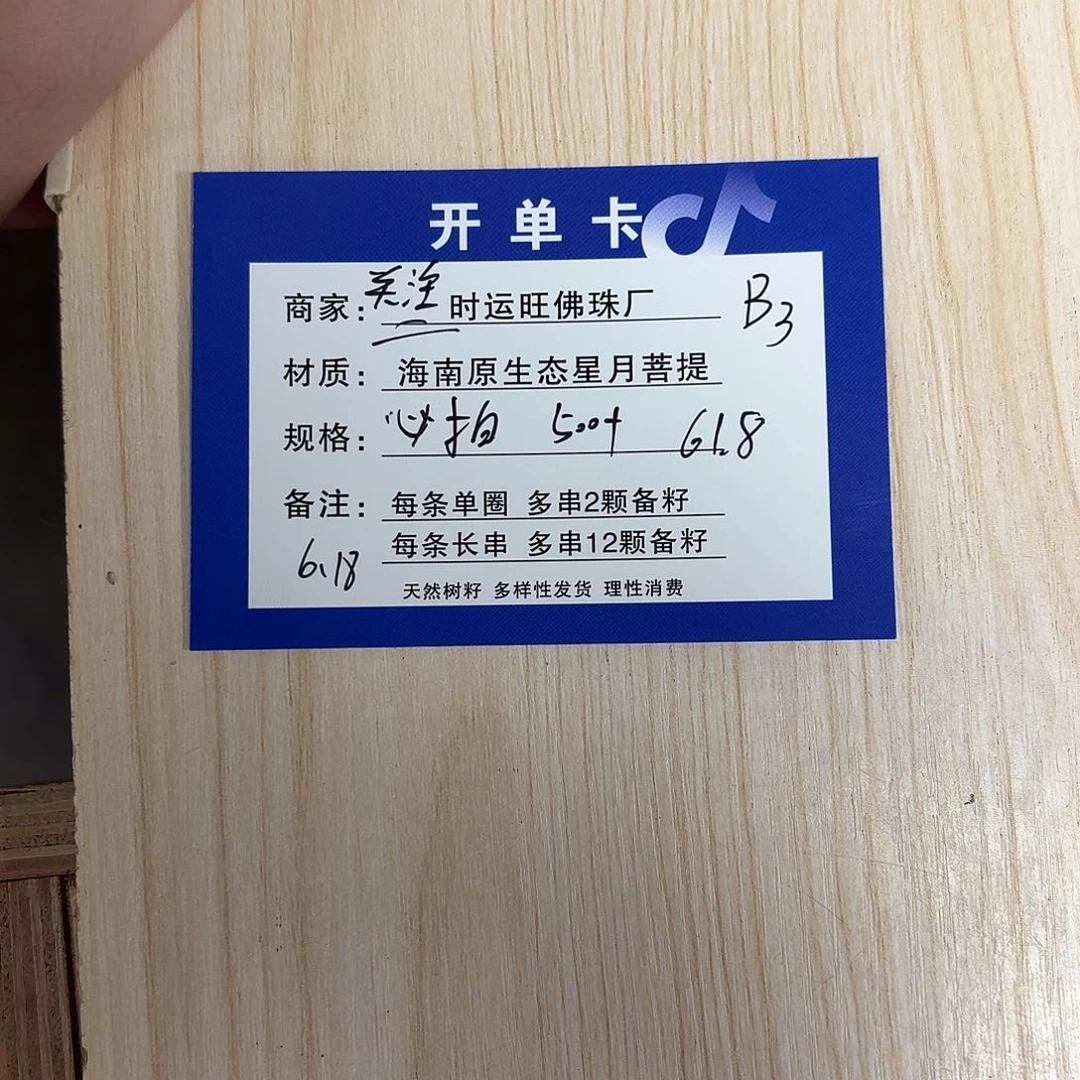 开单卡
商家：关注 时运旺佛珠厂 B3
材质：海南原生态星月菩提
规格：必拍 500+ 61.8
备注：每条单圈 多串2颗备籽
每条长串 多串12颗备籽
6.18
天然树籽 多样性发货 理性消费